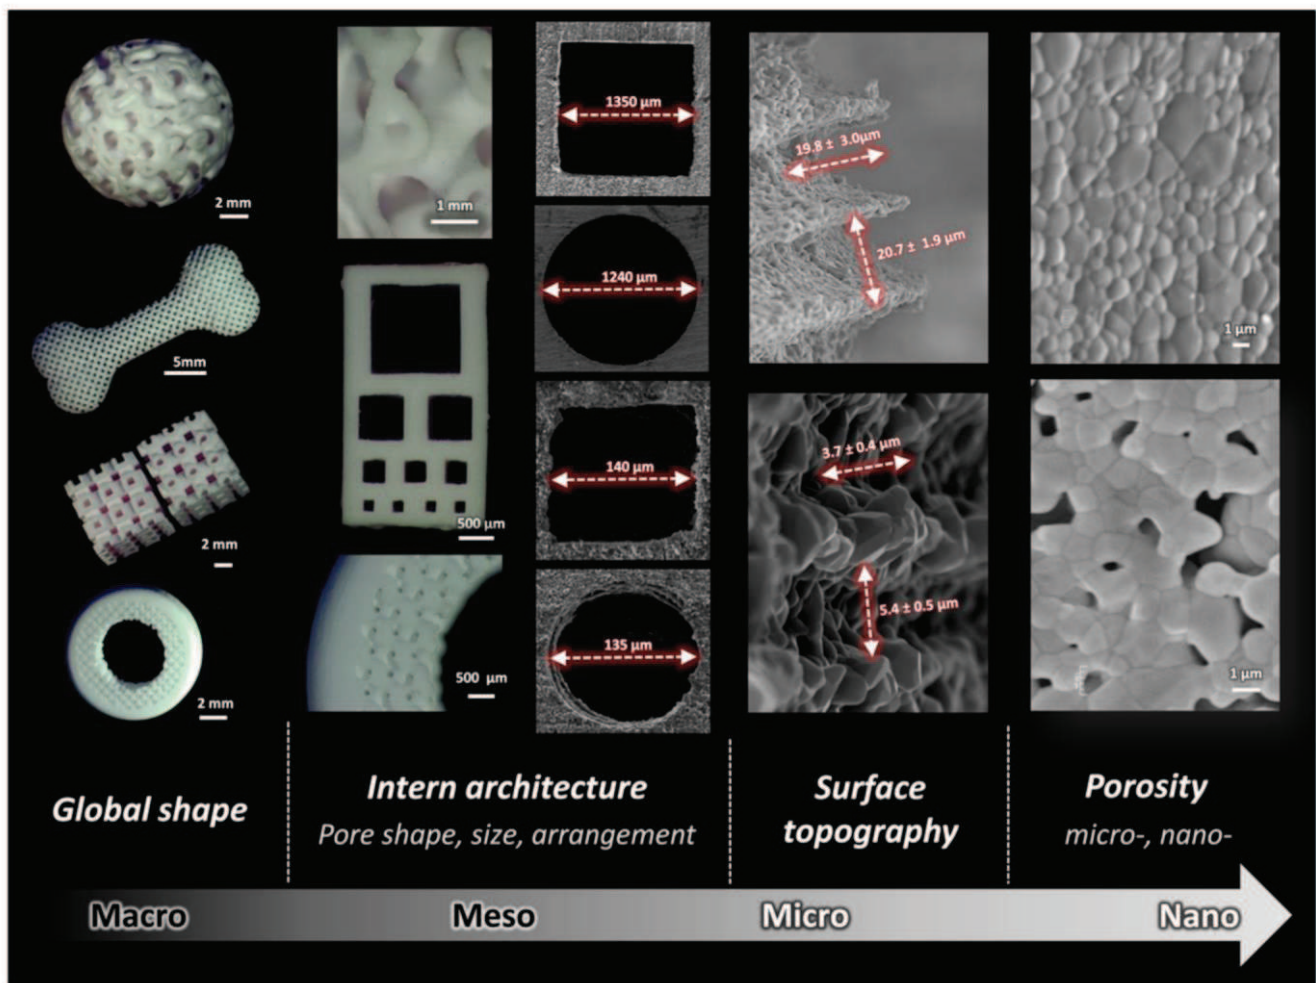 2 mm
5mm
2 mm
2 mm
1 mm
500 µm
500 µm
1350 µm
1240 µm
140 µm
135 µm
19.8 ± 3.0µm
20.7 ± 1.9 µm
3.7 ± 0.4 µm
5.4 ± 0.5 µm
1 µm
1 µm
Global shape
Intern architecture
Pore shape, size, arrangement
Surface
topography
Porosity
micro-, nano-
Macro
Meso
Micro
Nano